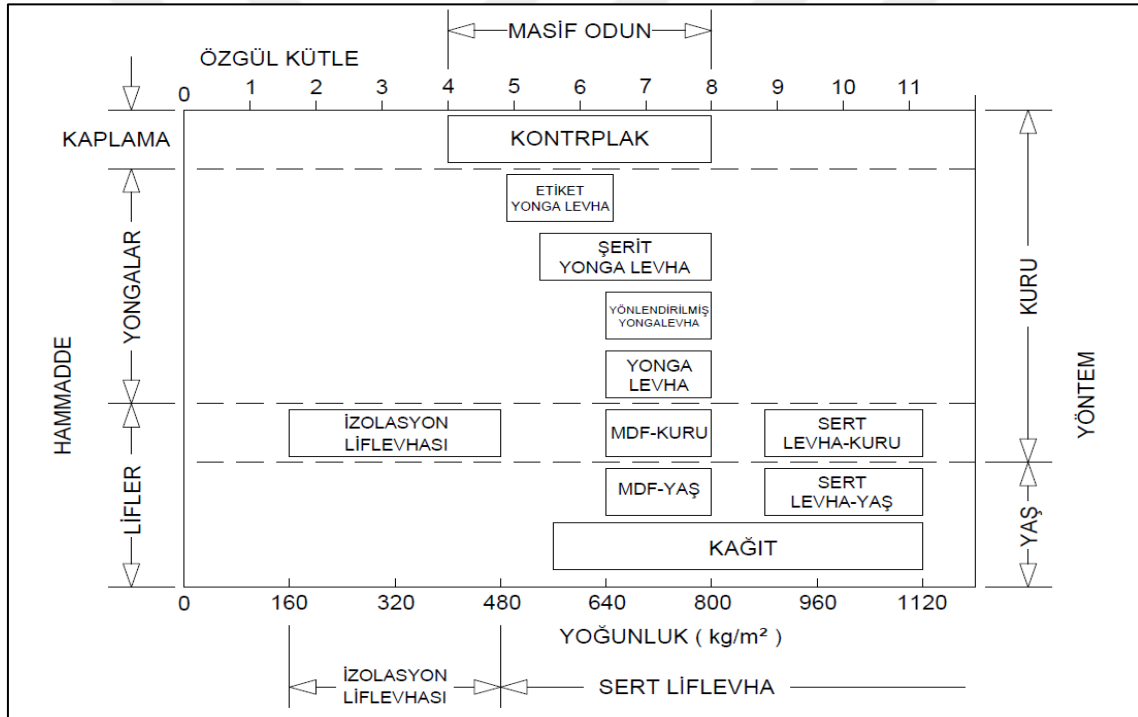 MASİF ODUN
ÖZGÜL KÜTLE
0 1 2 3 4 5 6 7 8 9 10 11
KAPLAMA
KONTRPLAK
ETİKET
YONGA LEVHA
ŞERİT
YONGA LEVHA
YÖNLENDİRİLMİŞ
YONGALEVHA
YONGA
LEVHA
HAMMADDE
YONGALAR
KURU
YÖNTEM
İZOLASYON
LİFLEVHASI
MDF-KURU
SERT
LEVHA-KURU
LİFLER
MDF-YAŞ
SERT
LEVHA-YAŞ
YAŞ
KAĞIT
0 160 320 480 640 800 960 1120
YOĞUNLUK ( kg/m² )
İZOLASYON
LİFLEVHASI
SERT LİFLEVHA